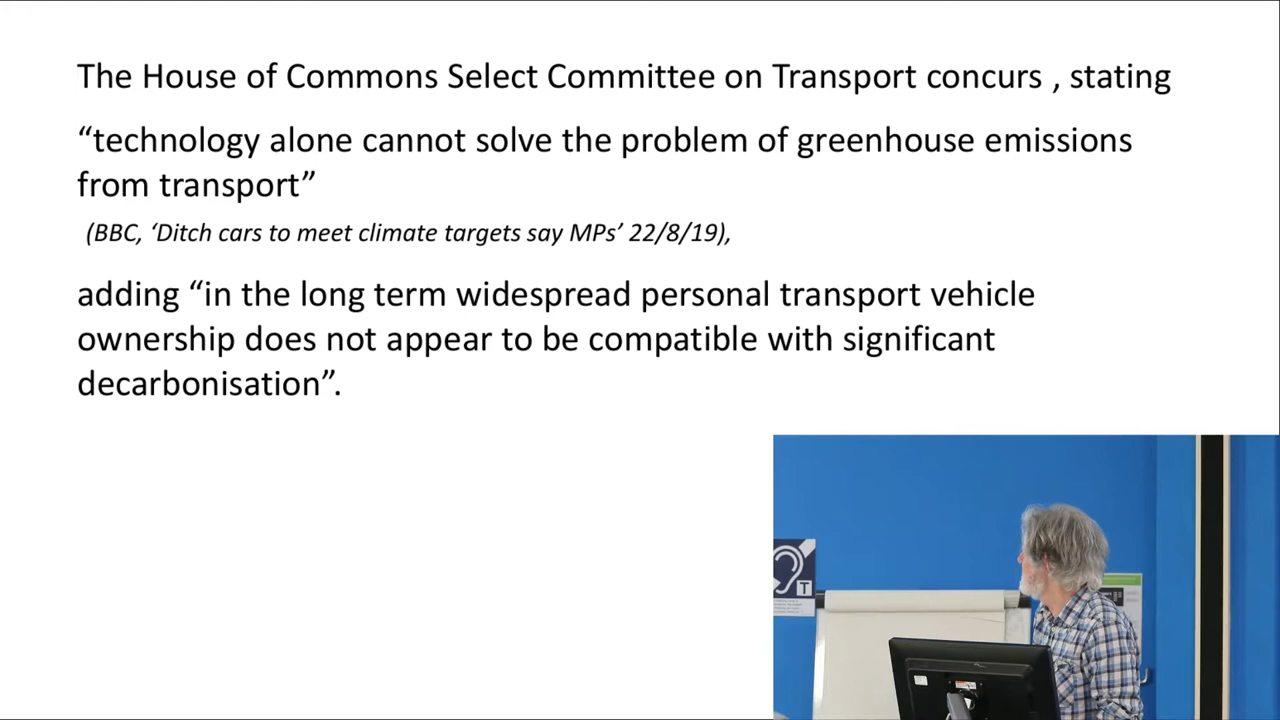 The House of Commons Select Committee on Transport concurs , stating
“technology alone cannot solve the problem of greenhouse emissions
from transport”
(BBC, ‘Ditch cars to meet climate targets say MPs’ 22/8/19),
adding “in the long term widespread personal transport vehicle
ownership does not appear to be compatible with significant
decarbonisation”.
T